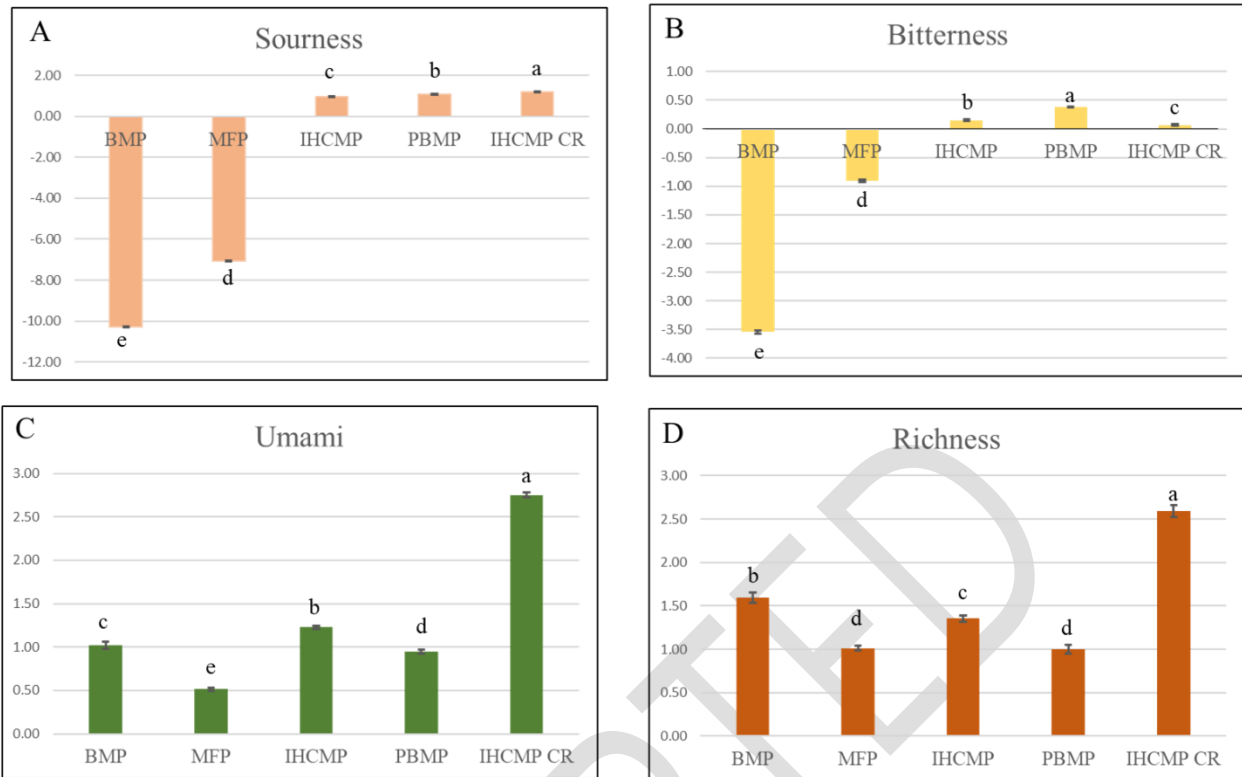 A
Sourness
2.00
0.00
-2.00
-4.00
-6.00
-8.00
-10.00
-12.00
c
b
a
BMP
MFP
IHCMP
PBMP
IHCMP CR
d
e
B
Bitterness
1.00
0.50
0.00
-0.50
-1.00
-1.50
-2.00
-2.50
-3.00
-3.50
-4.00
b
a
c
BMP
MFP
IHCMP
PBMP
IHCMP CR
d
e
C
Umami
3.00
2.50
2.00
1.50
1.00
0.50
0.00
c
e
b
d
a
BMP
MFP
IHCMP
PBMP
IHCMP CR
D
Richness
3.00
2.50
2.00
1.50
1.00
0.50
0.00
b
d
c
d
a
BMP
MFP
IHCMP
PBMP
IHCMP CR
PTED